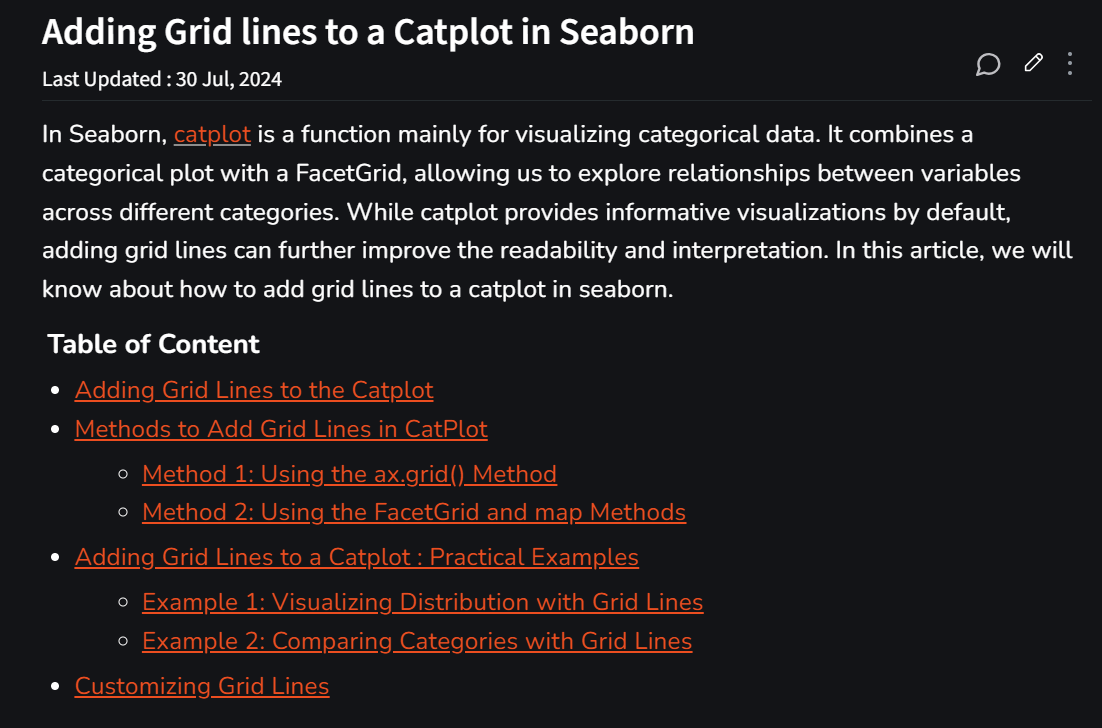 Adding Grid lines to a Catplot in Seaborn
Last Updated : 30 Jul, 2024
In Seaborn, catplot is a function mainly for visualizing categorical data. It combines a
categorical plot with a FacetGrid, allowing us to explore relationships between variables
across different categories. While catplot provides informative visualizations by default,
adding grid lines can further improve the readability and interpretation. In this article, we will
know about how to add grid lines to a catplot in seaborn.
Table of Content
Adding Grid Lines to the Catplot
Methods to Add Grid Lines in CatPlot
Method 1: Using the ax.grid() Method
Method 2: Using the FacetGrid and map Methods
Adding Grid Lines to a Catplot : Practical Examples
Example 1: Visualizing Distribution with Grid Lines
Example 2: Comparing Categories with Grid Lines
Customizing Grid Lines